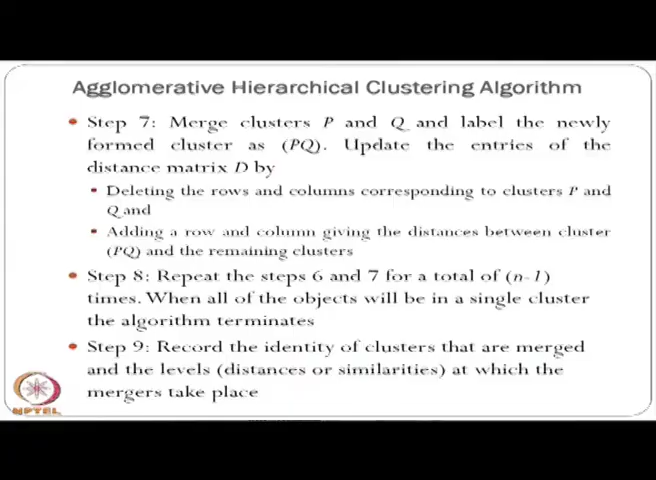 Agglomerative Hierarchical Clustering Algorithm
• Step 7: Merge clusters P and Q and label the newly
formed cluster as (PQ). Update the entries of the
distance matrix D by
• Deleting the rows and columns corresponding to clusters P and
Q and
• Adding a row and column giving the distances between cluster
(PQ) and the remaining clusters
• Step 8: Repeat the steps 6 and 7 for a total of (n-1)
times. When all of the objects will be in a single cluster
the algorithm terminates
• Step 9: Record the identity of clusters that are merged
and the levels (distances or similarities) at which the
mergers take place
NPTEL